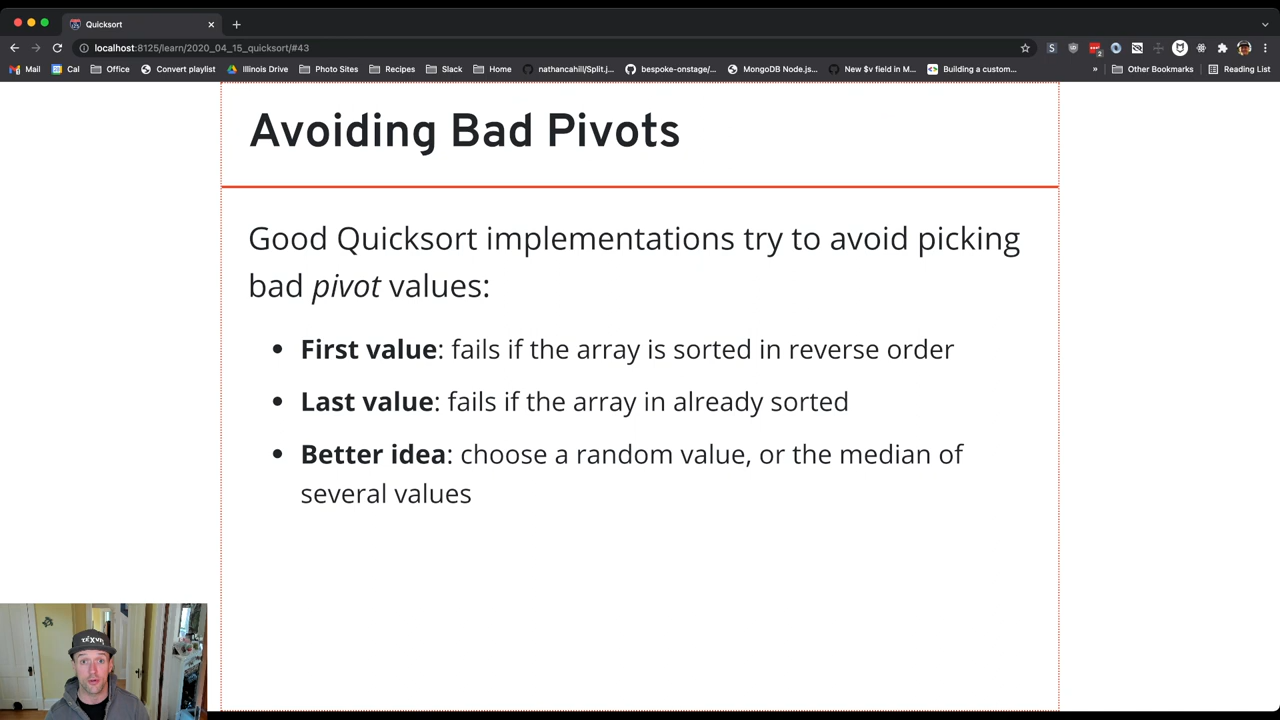 Quicksort
localhost:8125/learn/2020_04_15_quicksort/#43
Mail Cal Office Convert playlist Illinois Drive Photo Sites Recipes Slack Home nathancahill/Split.j... bespoke-onstage/... MongoDB Node.js... New $v field in M... Building a custom... » Other Bookmarks Reading List
Avoiding Bad Pivots
Good Quicksort implementations try to avoid picking
bad pivot values:
• First value: fails if the array is sorted in reverse order
• Last value: fails if the array in already sorted
• Better idea: choose a random value, or the median of
several values